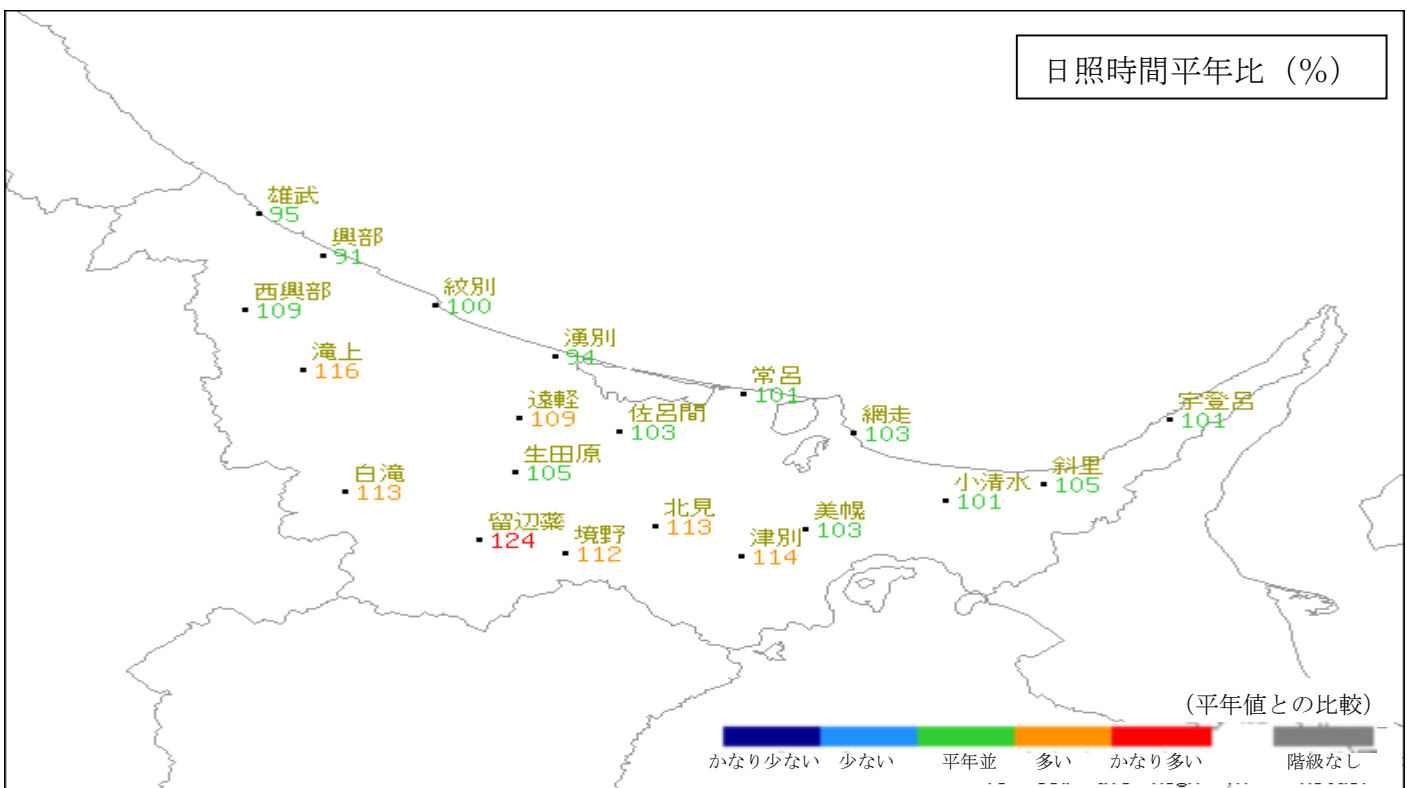 日照時間平年比（％）
雄武
95
興部
91
西興部
109
紋別
100
湧別
94
滝上
116
常呂
101
遠軽
109
佐呂間
103
網走
103
宇登呂
101
生田原
105
白滝
113
小清水
101
斜里
105
留辺蘂
124
境野
112
北見
113
美幌
103
津別
114
（平年値との比較）
かなり少ない 少ない 平年並 多い かなり多い 階級なし